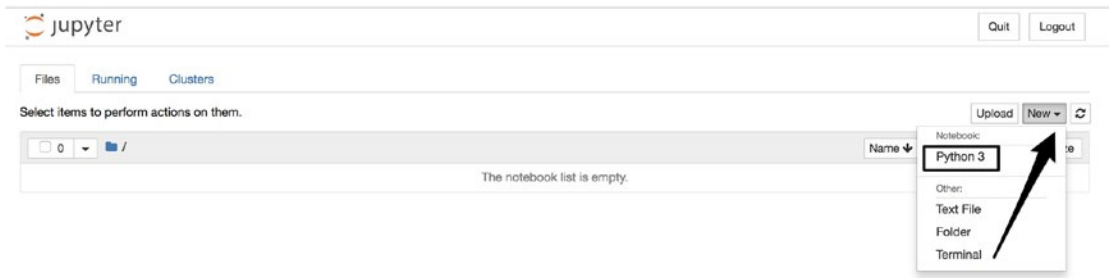 jupyter
Quit Logout
Files Running Clusters
Select items to perform actions on them.
Upload New
0 / Name
The notebook list is empty.
Notebook:
Python 3
Other:
Text File
Folder
Terminal